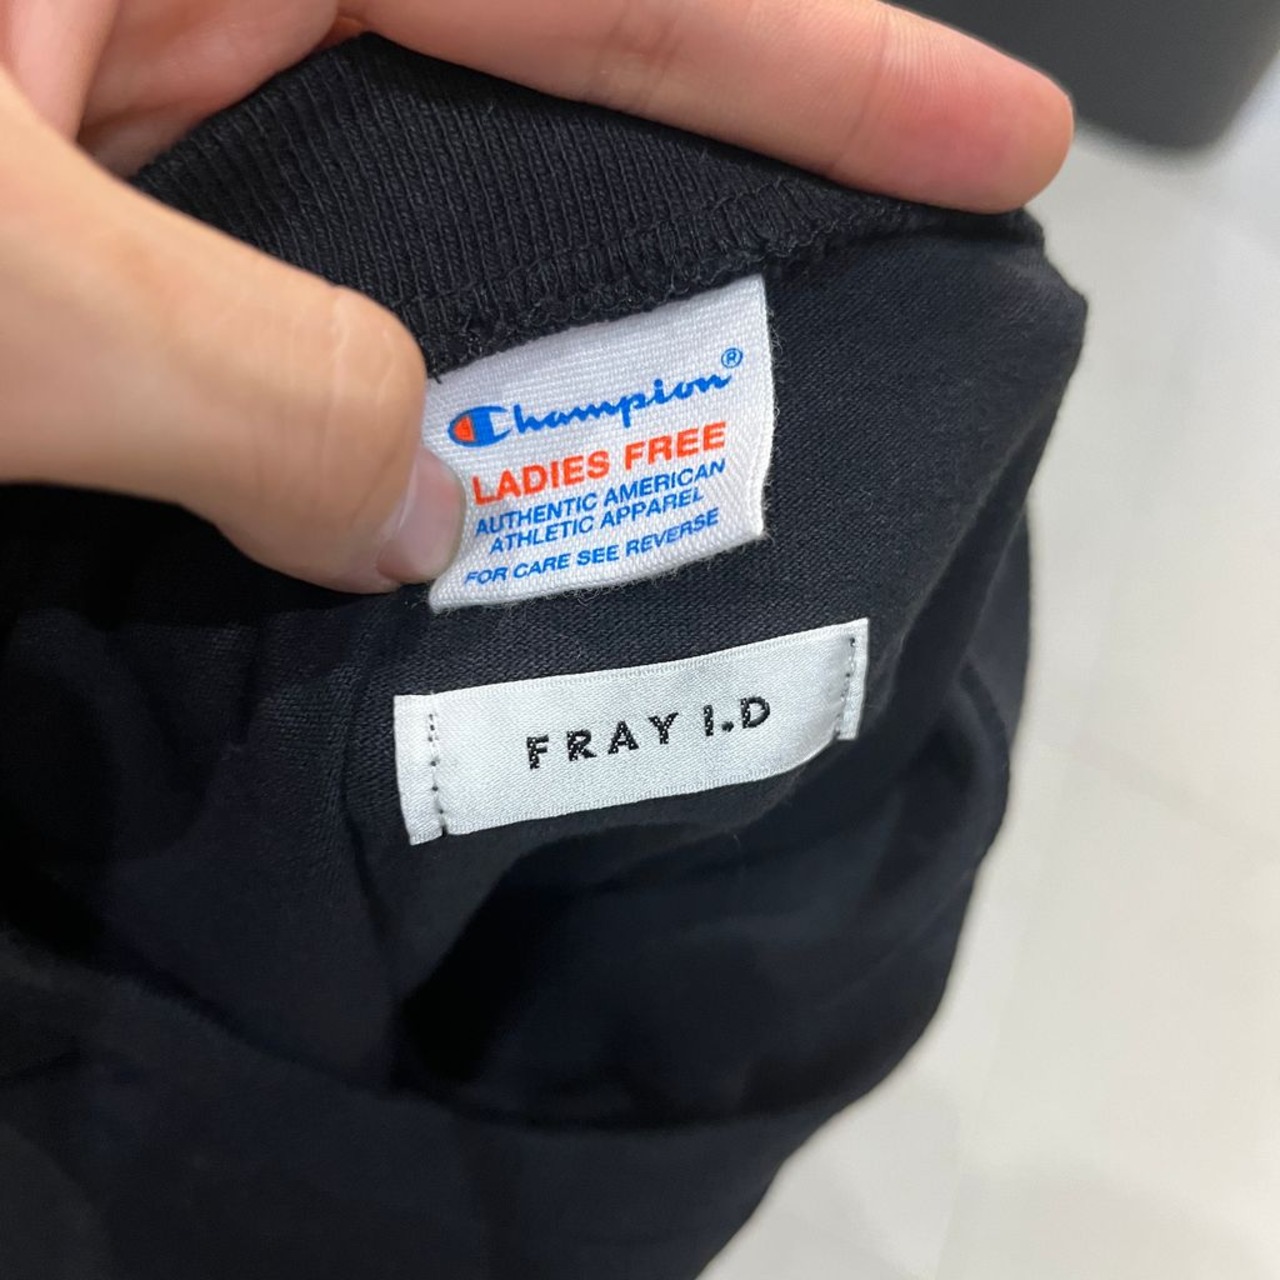 Champion®
LADIES FREE
AUTHENTIC AMERICAN
ATHLETIC APPAREL
FOR CARE SEE REVERSE
FRAY I.D